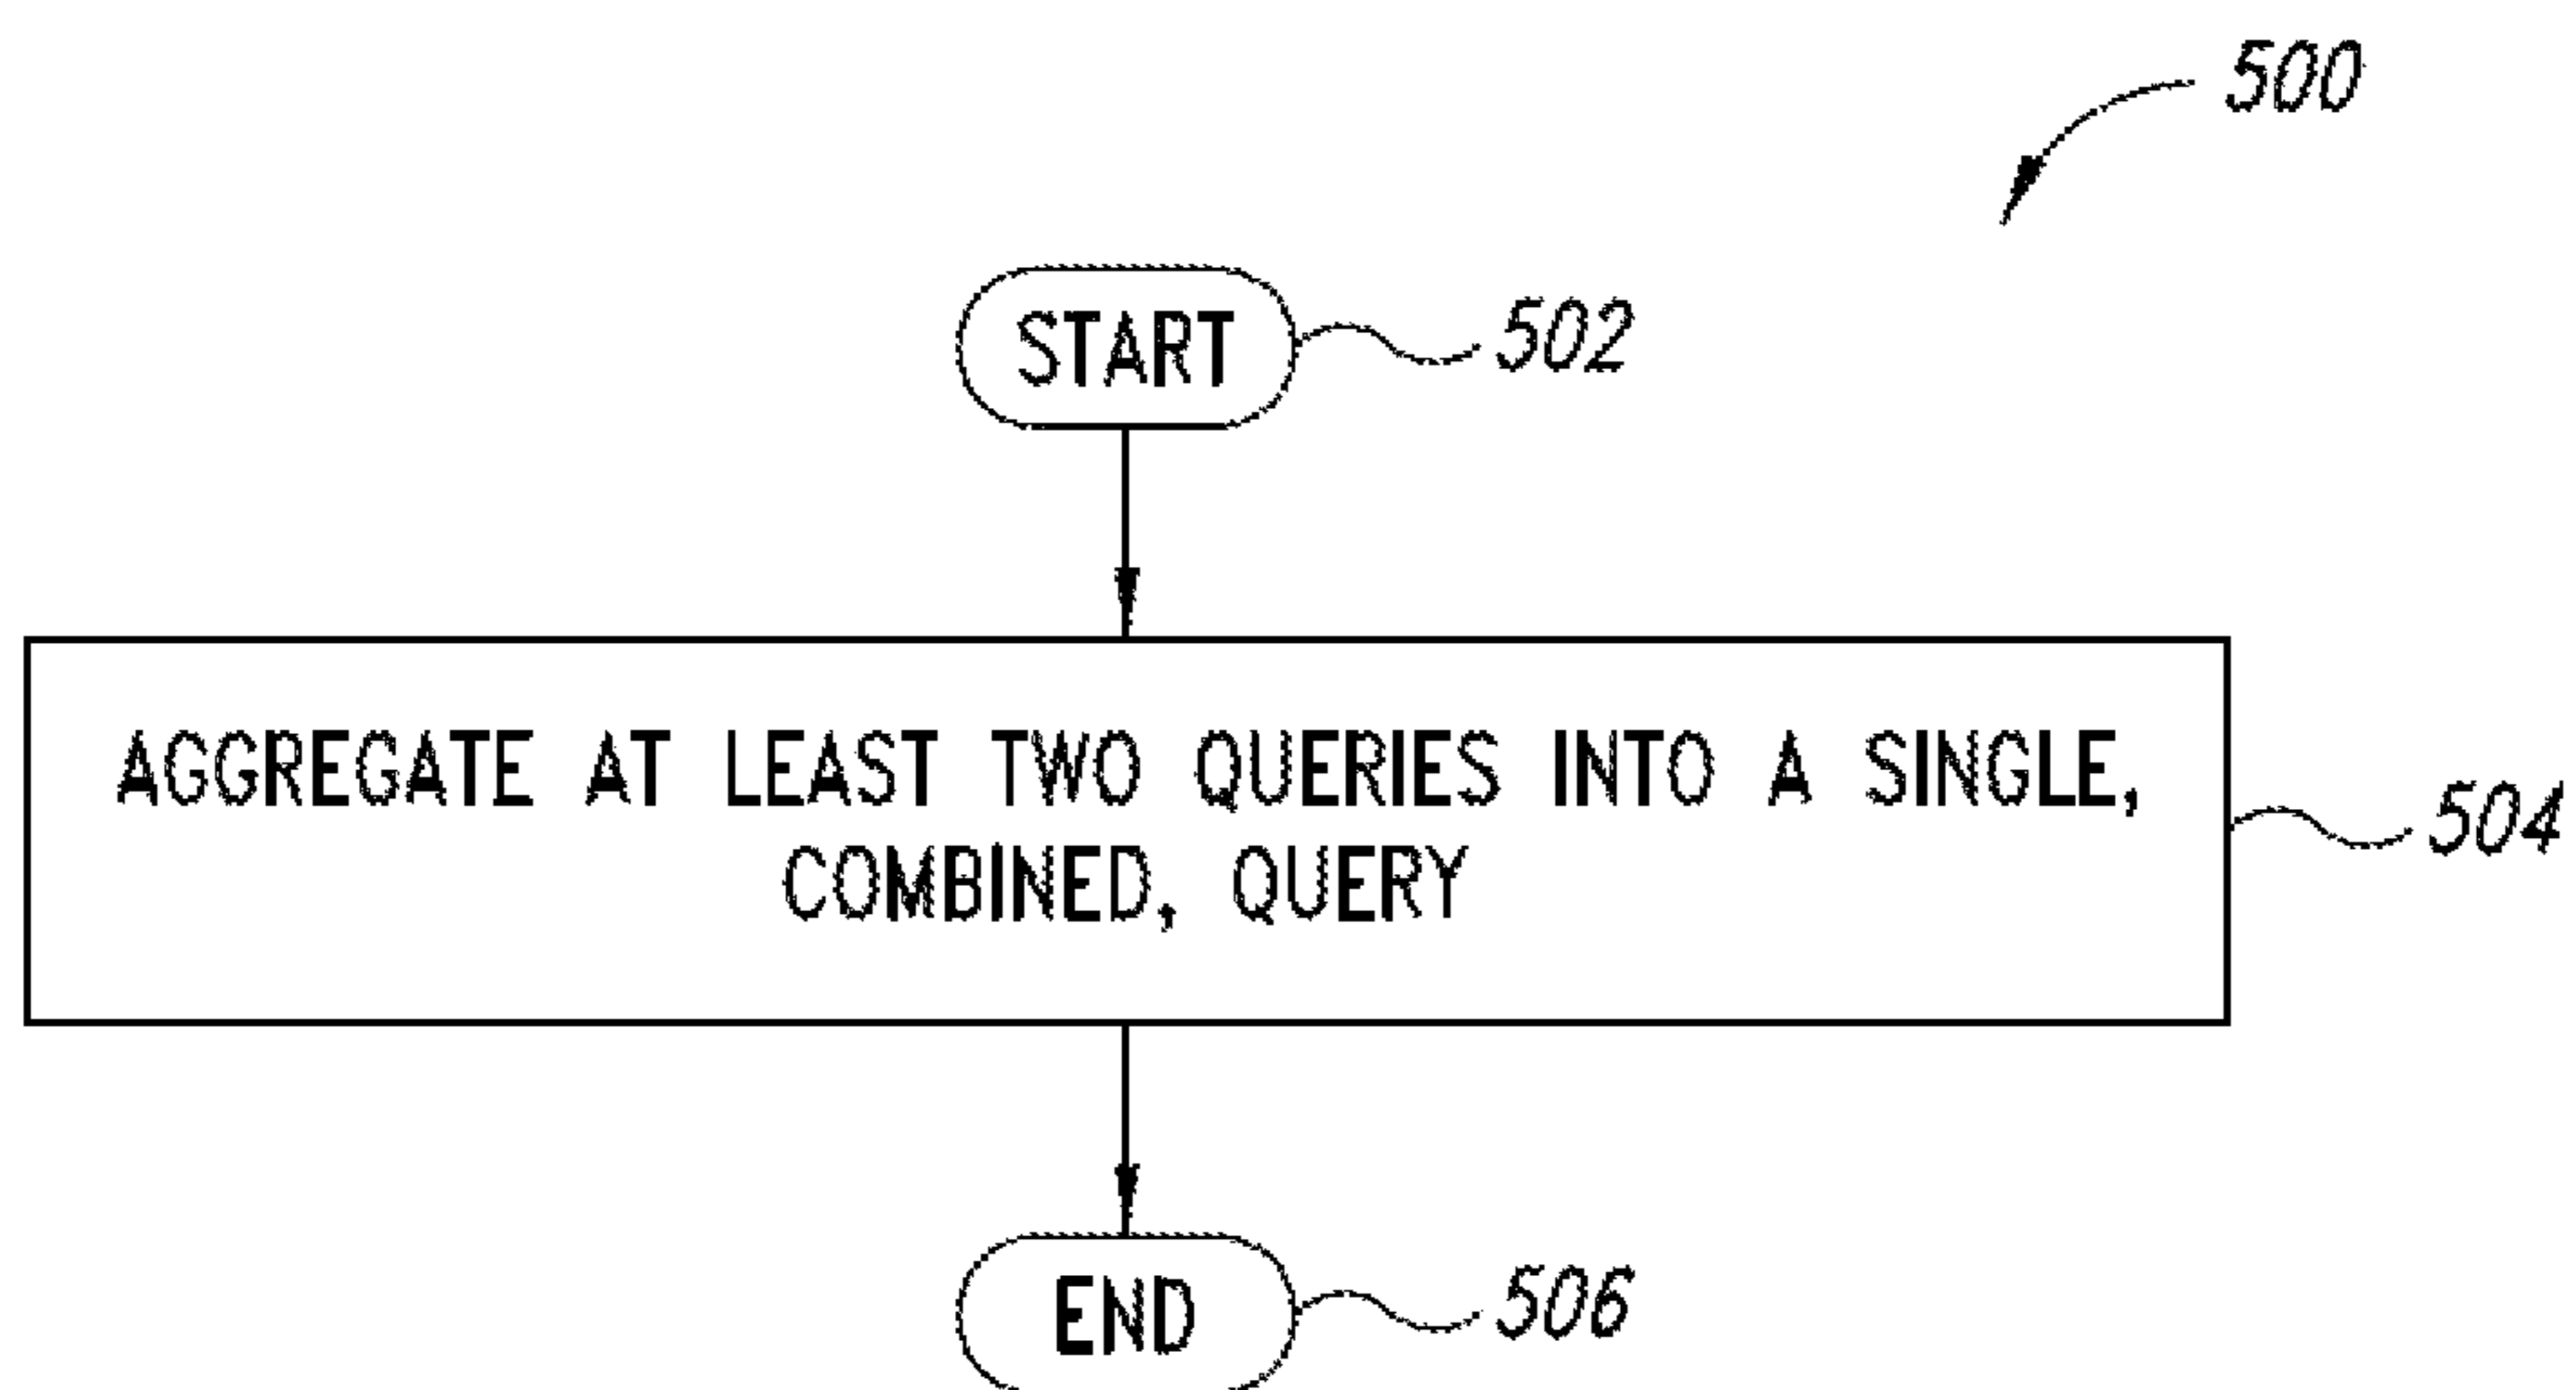 500
START
502
AGGREGATE AT LEAST TWO QUERIES INTO A SINGLE,
COMBINED, QUERY
504
END
506